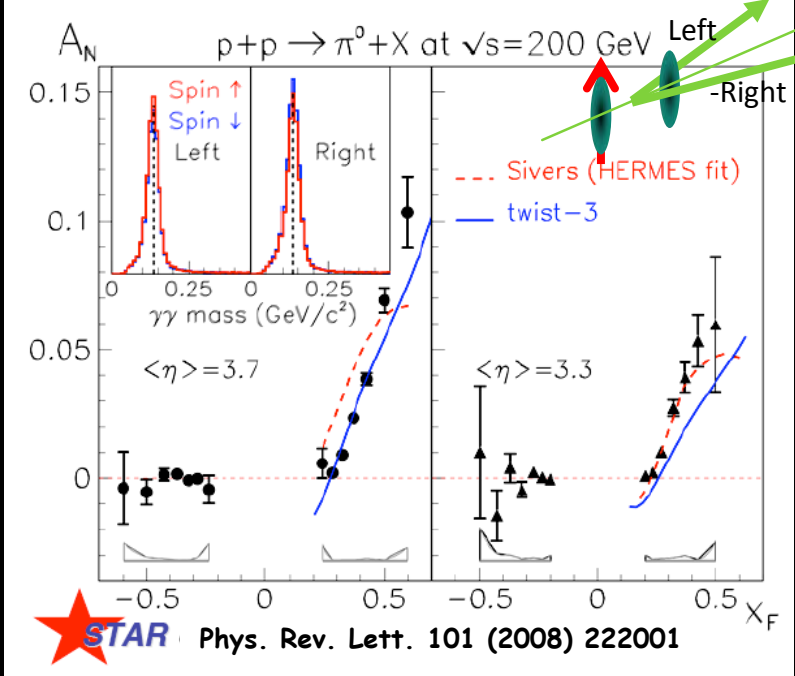 A_N p+p → π⁰+X at √s=200 GeV
Left
-Right
0.15
0.1
0.05
0
Spin ↑
Spin ↓
Left
Right
0 0.25 0 0.25
γγ mass (GeV/c²)
Sivers (HERMES fit)
twist-3
<η>=3.7
<η>=3.3
-0.5 0 0.5 -0.5 0 0.5 X_F
STAR Phys. Rev. Lett. 101 (2008) 222001